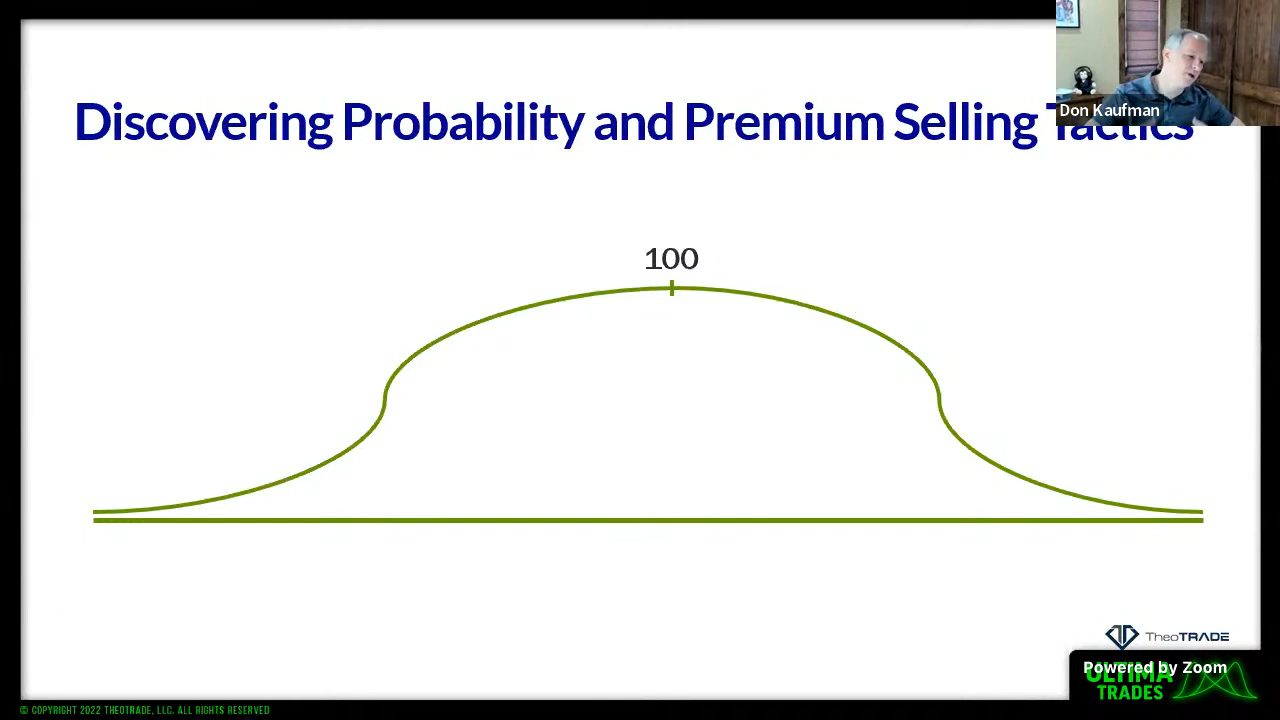 Discovering Probability and Premium Selling Tactics
Don Kaufman
100
TheoTRADE
Powered by Zoom
ULTIMA
TRADES
© COPYRIGHT 2022 THEOTRADE, LLC. ALL RIGHTS RESERVED